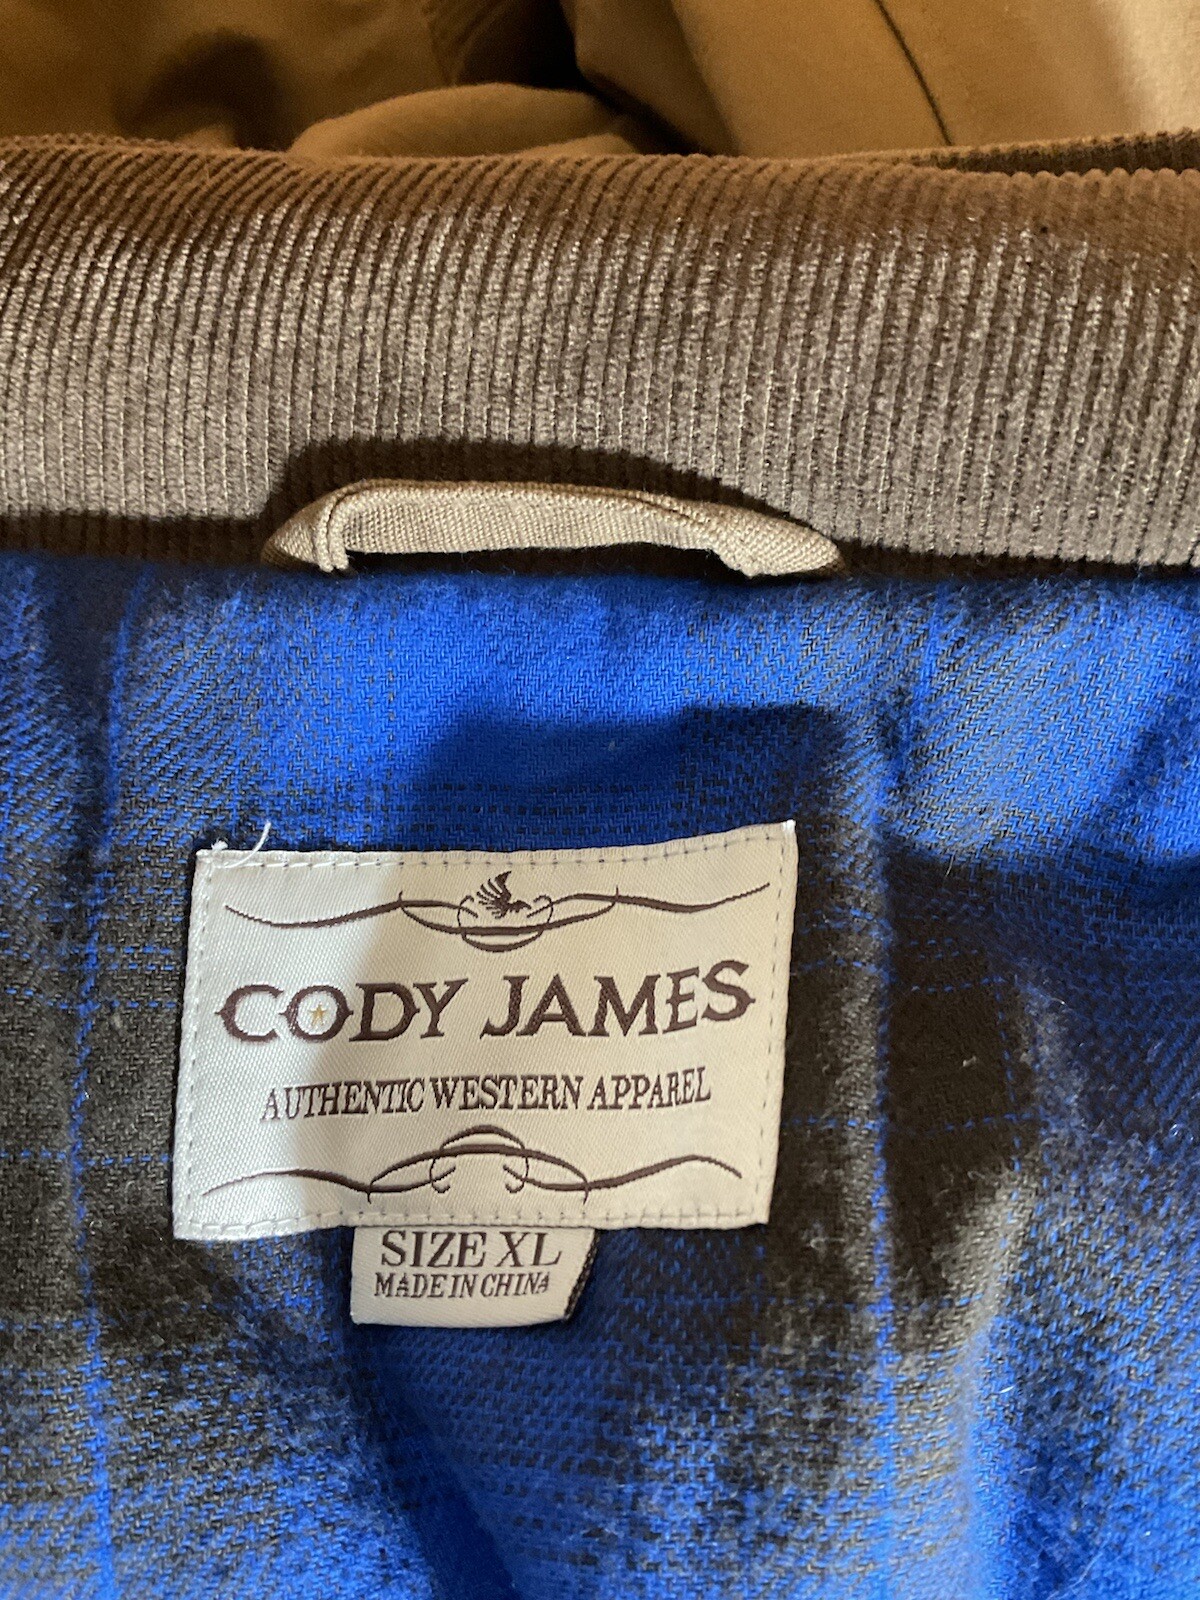 CODY JAMES
AUTHENTIC WESTERN APPAREL
SIZE XL
MADE IN CHINA